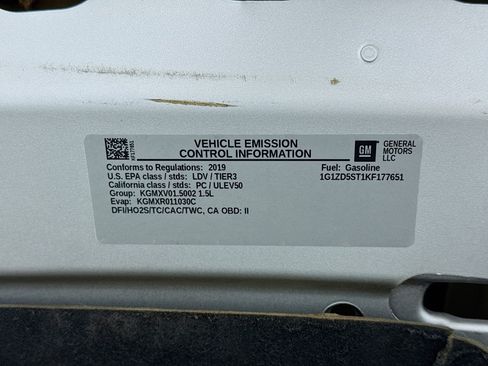 VEHICLE EMISSION
CONTROL INFORMATION
GM
GENERAL
MOTORS
LLC
Conforms to Regulations: 2019
U.S. EPA class / stds: LDV / TIER3
California class / stds: PC / ULEV50
Group: KGMXV01.5002 1.5L
Evap: KGMXR011030C
DFI/HO2S/TC/CAC/TWC, CA OBD: II
Fuel: Gasoline
1G1ZD5ST1KF177651